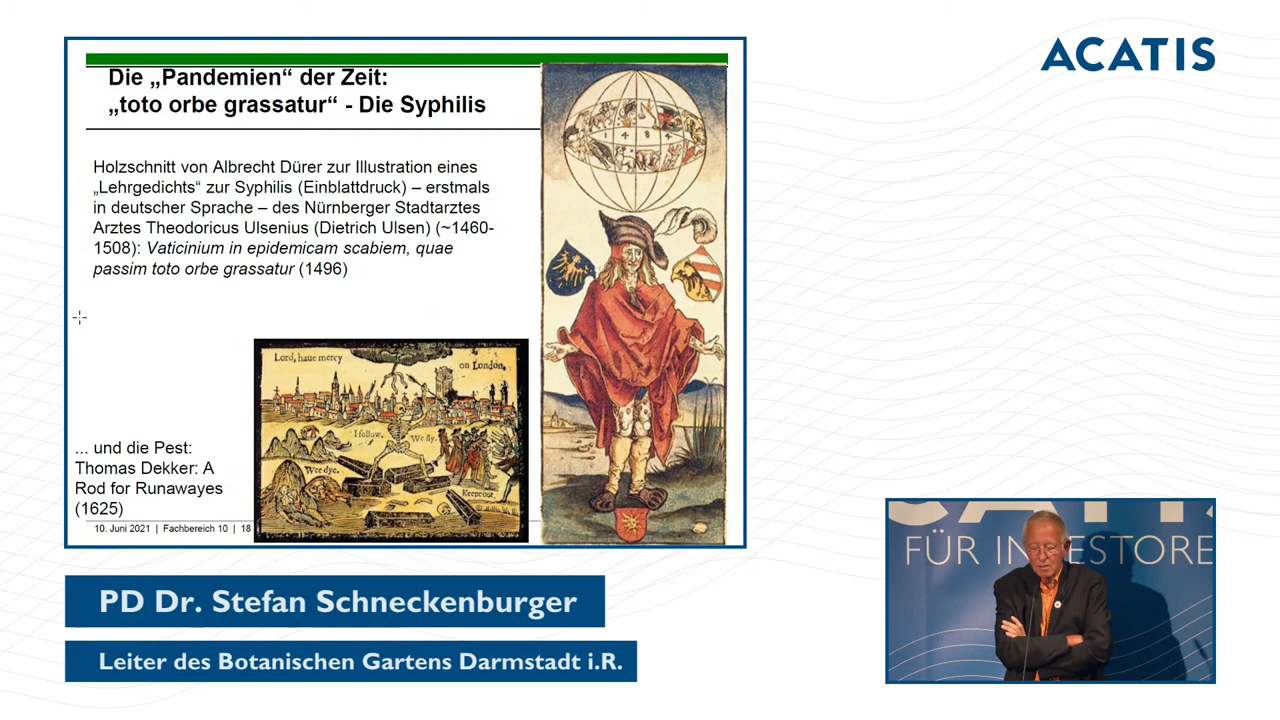 ACATIS
Die „Pandemien“ der Zeit:
„toto orbe grassatur“ - Die Syphilis
Holzschnitt von Albrecht Dürer zur Illustration eines
„Lehrgedichts“ zur Syphilis (Einblattdruck) – erstmals
in deutscher Sprache – des Nürnberger Stadtarztes
Arztes Theodoricus Ulsenius (Dietrich Ulsen) (~1460-
1508): Vaticinium in epidemicam scabiem, quae
passim toto orbe grassatur (1496)
1484
Lord, haue mercy
on London,
I follow.
We fly.
Wee dye.
Keepe out,
... und die Pest:
Thomas Dekker: A
Rod for Runawayes
(1625)
10. Juni 2021 | Fachbereich 10 | 18
CATIS
FÜR INVESTORE
PD Dr. Stefan Schneckenburger
Leiter des Botanischen Gartens Darmstadt i.R.